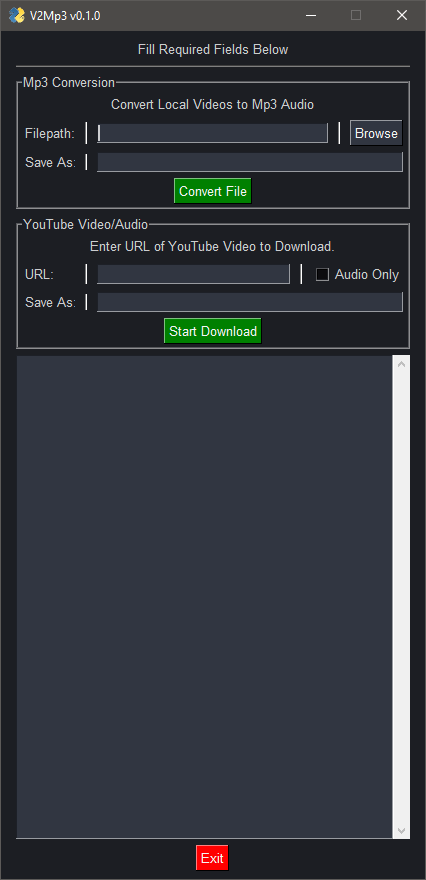 V2Mp3 v0.1.0
Fill Required Fields Below
Mp3 Conversion
Convert Local Videos to Mp3 Audio
Filepath: Browse
Save As:
Convert File
YouTube Video/Audio
Enter URL of YouTube Video to Download.
URL: Audio Only
Save As:
Start Download
Exit